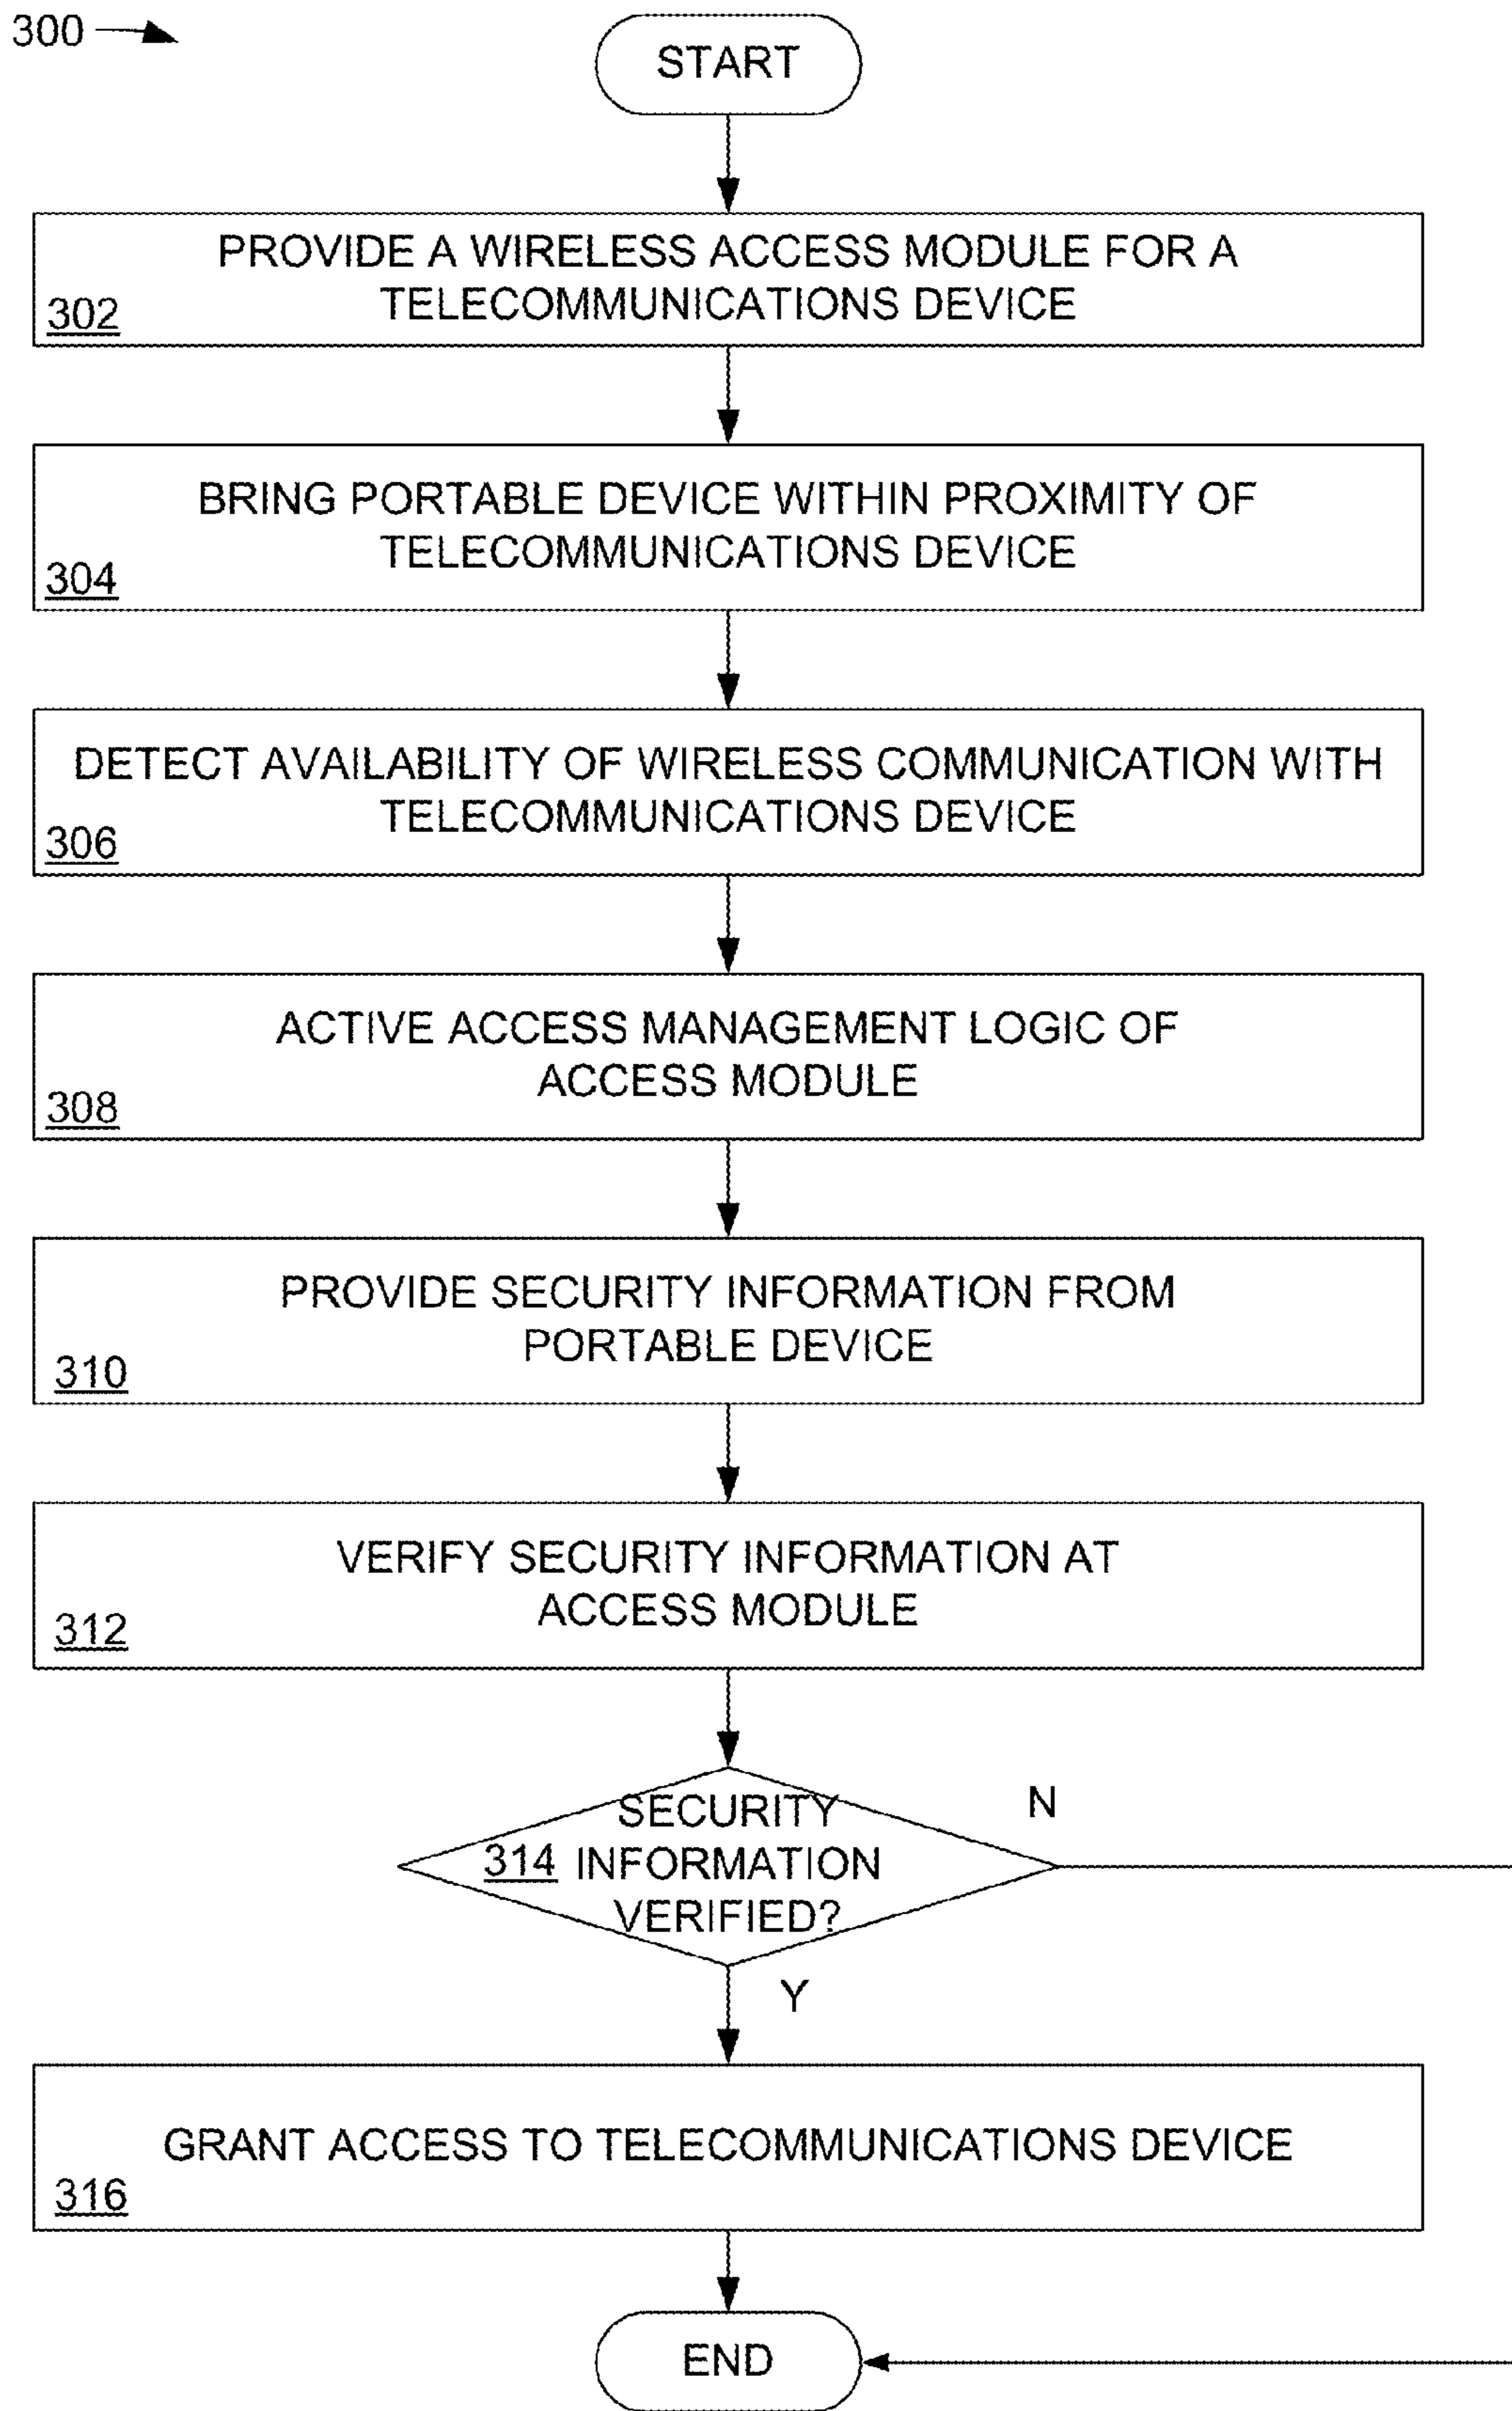 300
START
PROVIDE A WIRELESS ACCESS MODULE FOR A
TELECOMMUNICATIONS DEVICE
302
BRING PORTABLE DEVICE WITHIN PROXIMITY OF
TELECOMMUNICATIONS DEVICE
304
DETECT AVAILABILITY OF WIRELESS COMMUNICATION WITH
TELECOMMUNICATIONS DEVICE
306
ACTIVE ACCESS MANAGEMENT LOGIC OF
ACCESS MODULE
308
PROVIDE SECURITY INFORMATION FROM
PORTABLE DEVICE
310
VERIFY SECURITY INFORMATION AT
ACCESS MODULE
312
SECURITY
314 INFORMATION
VERIFIED?
N
Y
GRANT ACCESS TO TELECOMMUNICATIONS DEVICE
316
END